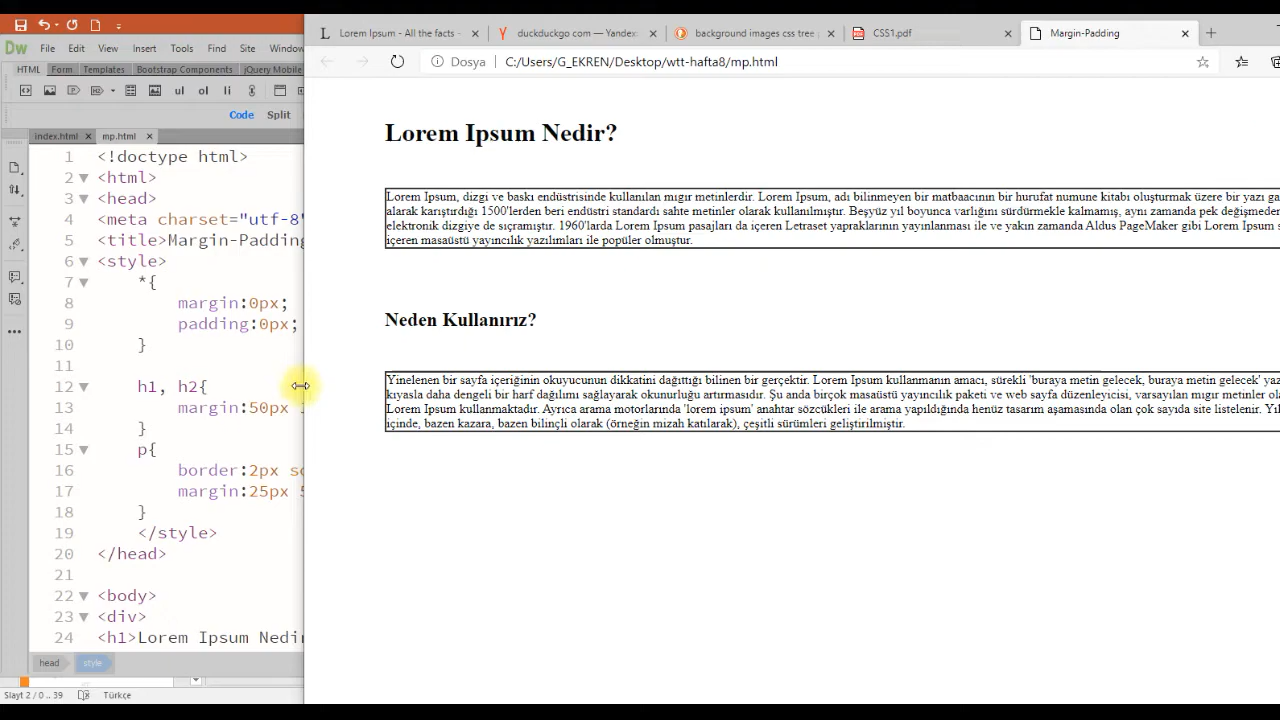 L Lorem Ipsum - All the facts -
duckduckgo com — Yandex
background images css tree
CSS1.pdf
Margin-Padding
Dw File Edit View Insert Tools Find Site Window
Dosya C:/Users/G_EKREN/Desktop/wtt-hafta8/mp.html
HTML Form Templates Bootstrap Components jQuery Mobile
ul ol li
Code Split
index.html mp.html
1 <!doctype html>
2 <html>
3 <head>
4 <meta charset="utf-8"
5 <title>Margin-Padding
6 <style>
7 *{
8 margin:0px;
9 padding:0px;
10 }
11
12 h1, h2{
13 margin:50px
14 }
15 p{
16 border:2px so
17 margin:25px 5
18 }
19 </style>
20 </head>
21
22 <body>
23 <div>
24 <h1>Lorem Ipsum Nedir
head style
Slayt 2 / 0 .. 39 Türkçe
Lorem Ipsum Nedir?
Lorem Ipsum, dizgi ve baskı endüstrisinde kullanılan mıgır metinlerdir. Lorem Ipsum, adı bilinmeyen bir matbaacının bir hurufat numune kitabı oluşturmak üzere bir yazı ga
alarak karıştırdığı 1500'lerden beri endüstri standardı sahte metinler olarak kullanılmıştır. Beşyüz yıl boyunca varlığını sürdürmekle kalmamış, aynı zamanda pek değişmeden
elektronik dizgiye de sıçramıştır. 1960'larda Lorem Ipsum pasajları da içeren Letraset yapraklarının yayınlanması ile ve yakın zamanda Aldus PageMaker gibi Lorem Ipsum s
içeren masaüstü yayıncılık yazılımları ile popüler olmuştur.
Neden Kullanırız?
Yinelenen bir sayfa içeriğinin okuyucunun dikkatini dağıttığı bilinen bir gerçektir. Lorem Ipsum kullanmanın amacı, sürekli 'buraya metin gelecek, buraya metin gelecek' yaz
kıyasla daha dengeli bir harf dağılımı sağlayarak okunurluğu artırmasıdır. Şu anda birçok masaüstü yayıncılık paketi ve web sayfa düzenleyicisi, varsayılan mıgır metinler ola
Lorem Ipsum kullanmaktadır. Ayrıca arama motorlarında 'lorem ipsum' anahtar sözcükleri ile arama yapıldığında henüz tasarım aşamasında olan çok sayıda site listelenir. Yıl
içinde, bazen kazara, bazen bilinçli olarak (örneğin mizah katılarak), çeşitli sürümleri geliştirilmiştir.